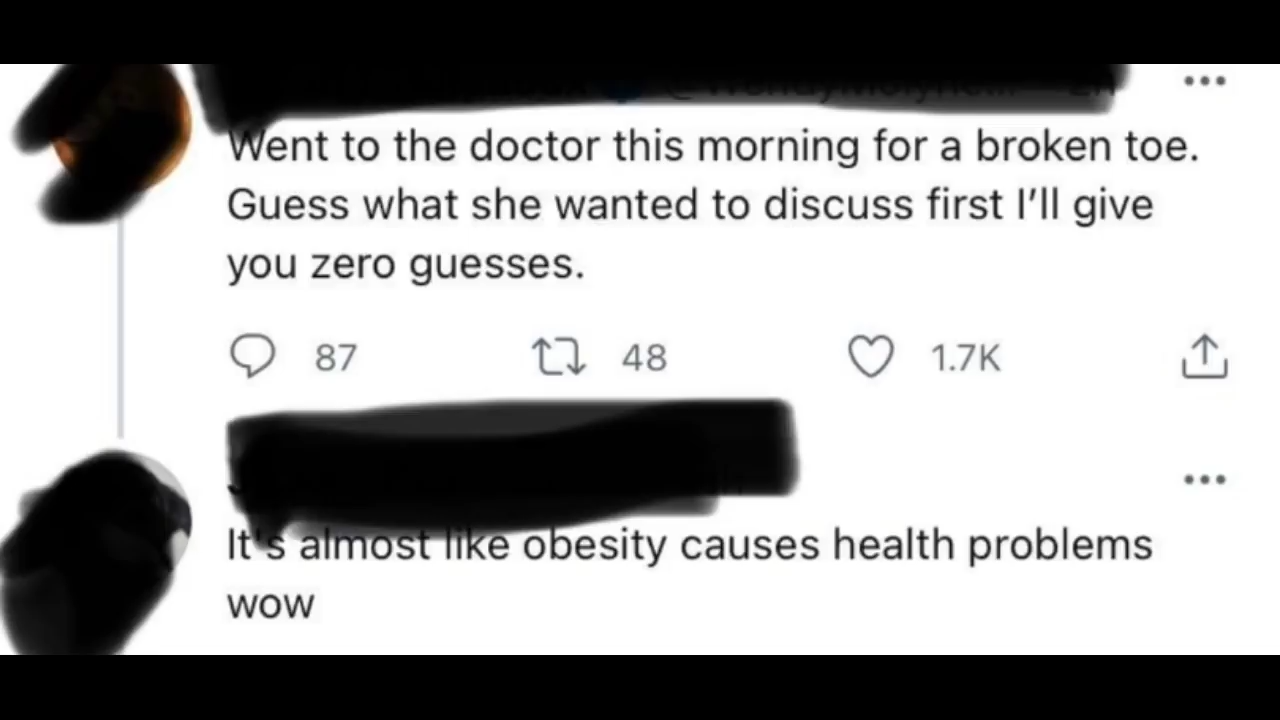 Went to the doctor this morning for a broken toe.
Guess what she wanted to discuss first I’ll give
you zero guesses.
87 48 1.7K
It's almost like obesity causes health problems
wow